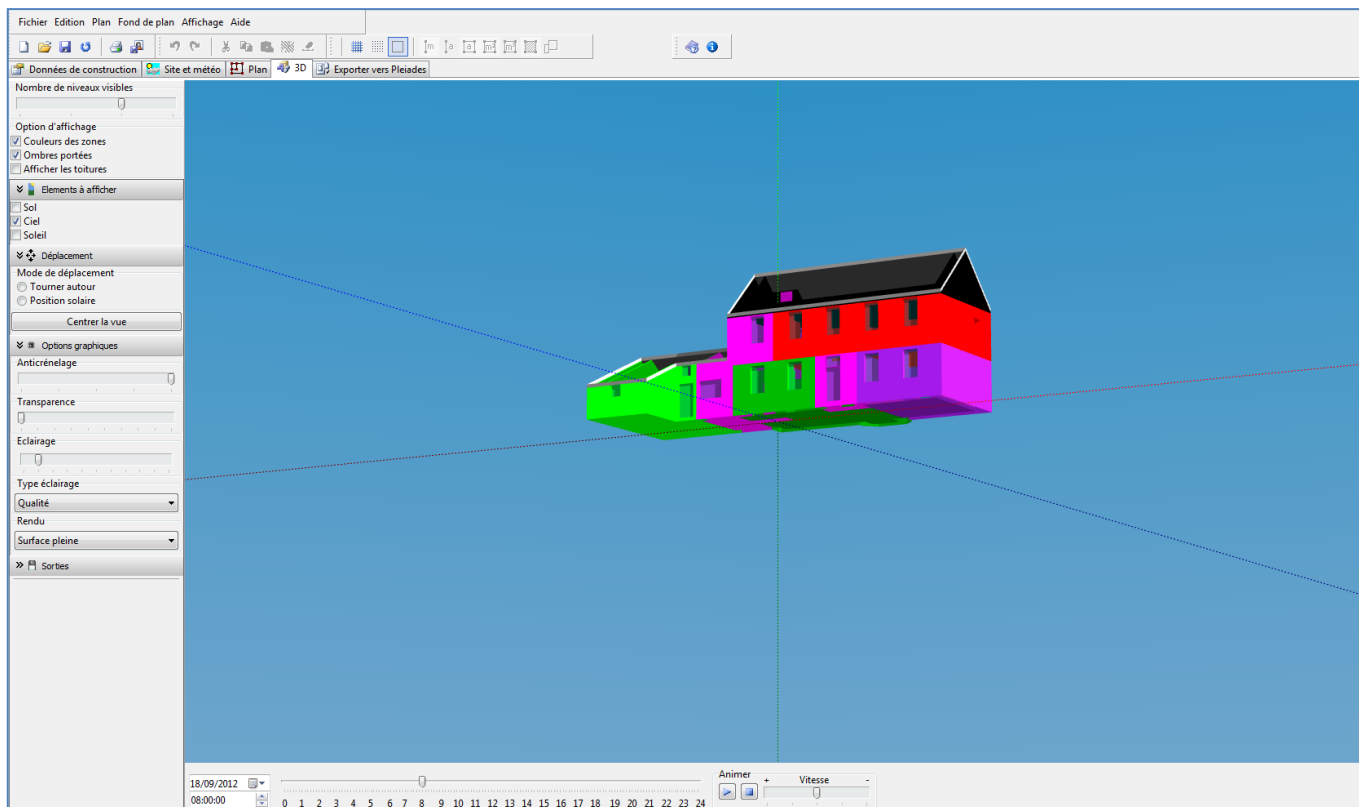 Fichier Edition Plan Fond de plan Affichage Aide
Données de construction Site et météo Plan 3D Exporter vers Pleiades
Nombre de niveaux visibles
Option d'affichage
Couleurs des zones
Ombres portées
Afficher les toitures
Elements à afficher
Sol
Ciel
Soleil
Déplacement
Mode de déplacement
Tourner autour
Position solaire
Centrer la vue
Options graphiques
Anticrénelage
Transparence
Eclairage
Type éclairage
Qualité
Rendu
Surface pleine
Sorties
18/09/2012
08:00:00
0 1 2 3 4 5 6 7 8 9 10 11 12 13 14 15 16 17 18 19 20 21 22 23 24
Animer
+ Vitesse -